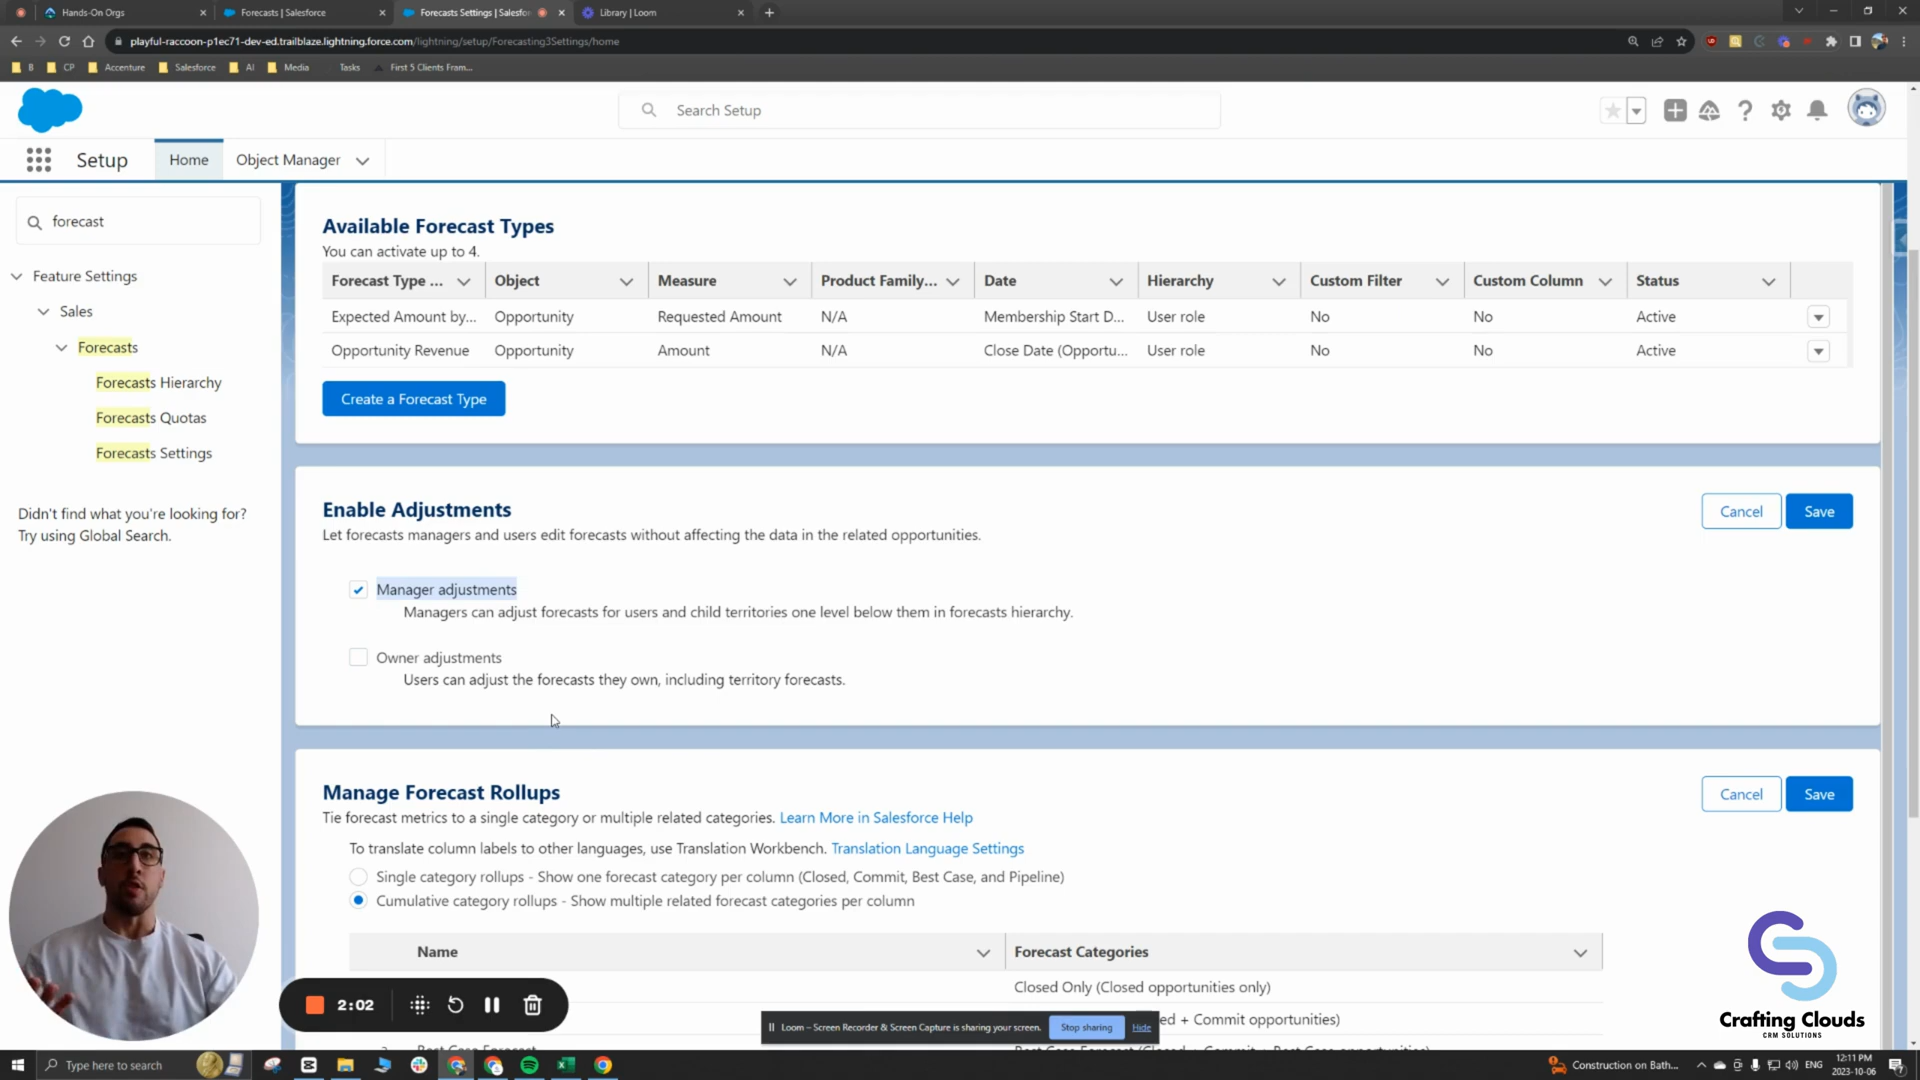 Hands-On Orgs
Forecasts | Salesforce
Forecasts Settings | Salesfor
Library | Loom
playful-raccoon-p1ec71-dev-ed.trailblaze.lightning.force.com/lightning/setup/Forecasting3Settings/home
B
CP
Accenture
Salesforce
AI
Media
Tasks
First 5 Clients Fram...
Search Setup
Setup
Home
Object Manager
forecast
Feature Settings
Sales
Forecasts
Forecasts Hierarchy
Forecasts Quotas
Forecasts Settings
Didn't find what you're looking for?
Try using Global Search.
Available Forecast Types
You can activate up to 4.
Forecast Type ... Object Measure Product Family... Date Hierarchy Custom Filter Custom Column Status
Expected Amount by... Opportunity Requested Amount N/A Membership Start D... User role No No Active
Opportunity Revenue Opportunity Amount N/A Close Date (Opportu... User role No No Active
Create a Forecast Type
Enable Adjustments
Cancel
Save
Let forecasts managers and users edit forecasts without affecting the data in the related opportunities.
Manager adjustments
Managers can adjust forecasts for users and child territories one level below them in forecasts hierarchy.
Owner adjustments
Users can adjust the forecasts they own, including territory forecasts.
Manage Forecast Rollups
Cancel
Save
Tie forecast metrics to a single category or multiple related categories. Learn More in Salesforce Help
To translate column labels to other languages, use Translation Workbench. Translation Language Settings
Single category rollups - Show one forecast category per column (Closed, Commit, Best Case, and Pipeline)
Cumulative category rollups - Show multiple related forecast categories per column
Name Forecast Categories
Closed Only (Closed opportunities only)
ed + Commit opportunities)
2:02
Loom – Screen Recorder & Screen Capture is sharing your screen.
Stop sharing
Hide
Crafting Clouds
CRM SOLUTIONS
Type here to search
Construction on Bath...
ENG
12:11 PM
2023-10-06